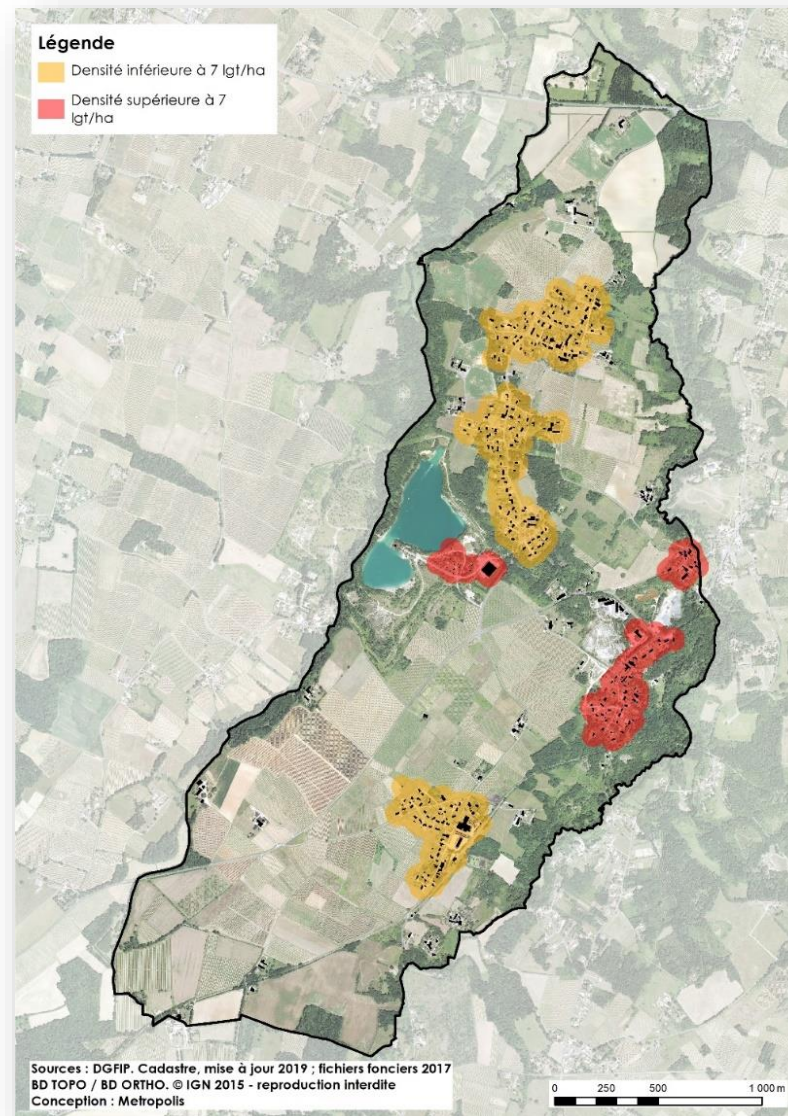 Légende
Densité inférieure à 7 lgt/ha
Densité supérieure à 7
lgt/ha
Sources : DGFIP. Cadastre, mise à jour 2019 ; fichiers fonciers 2017
BD TOPO / BD ORTHO. © IGN 2015 - reproduction interdite
Conception : Metropolis
0 250 500 1 000 m